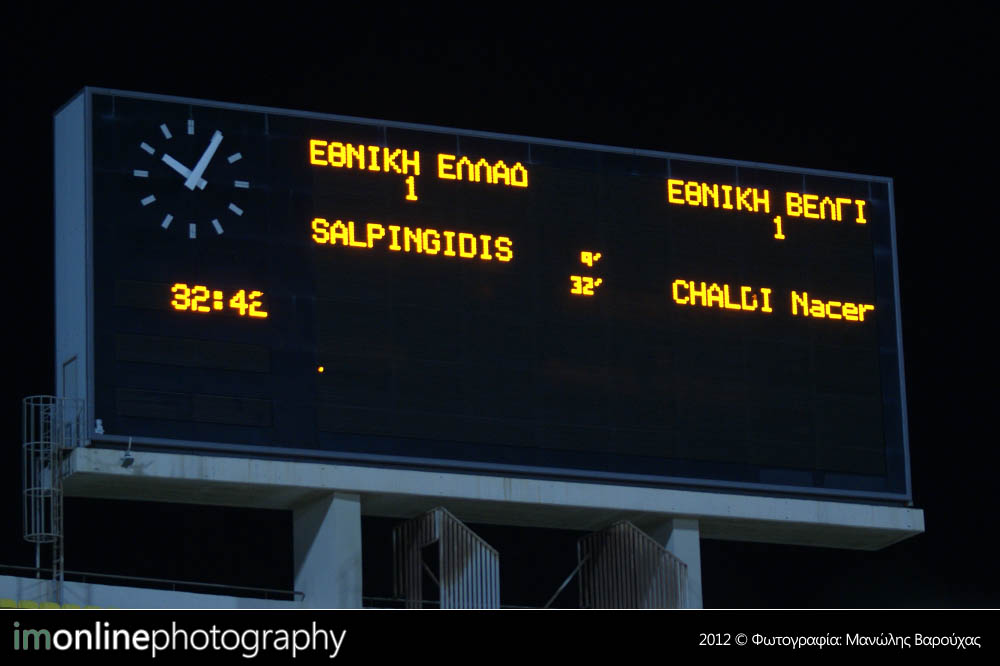 ΕΘΝΙΚΗ ΕΛΛΑΔ
1
ΕΘΝΙΚΗ ΒΕΛΓΙ
1
SALPINGIDIS
9'
32'
CHALDI Nacer
32:42
imonlinephotography
2012 © Φωτογραφία: Μανώλης Βαρούχας